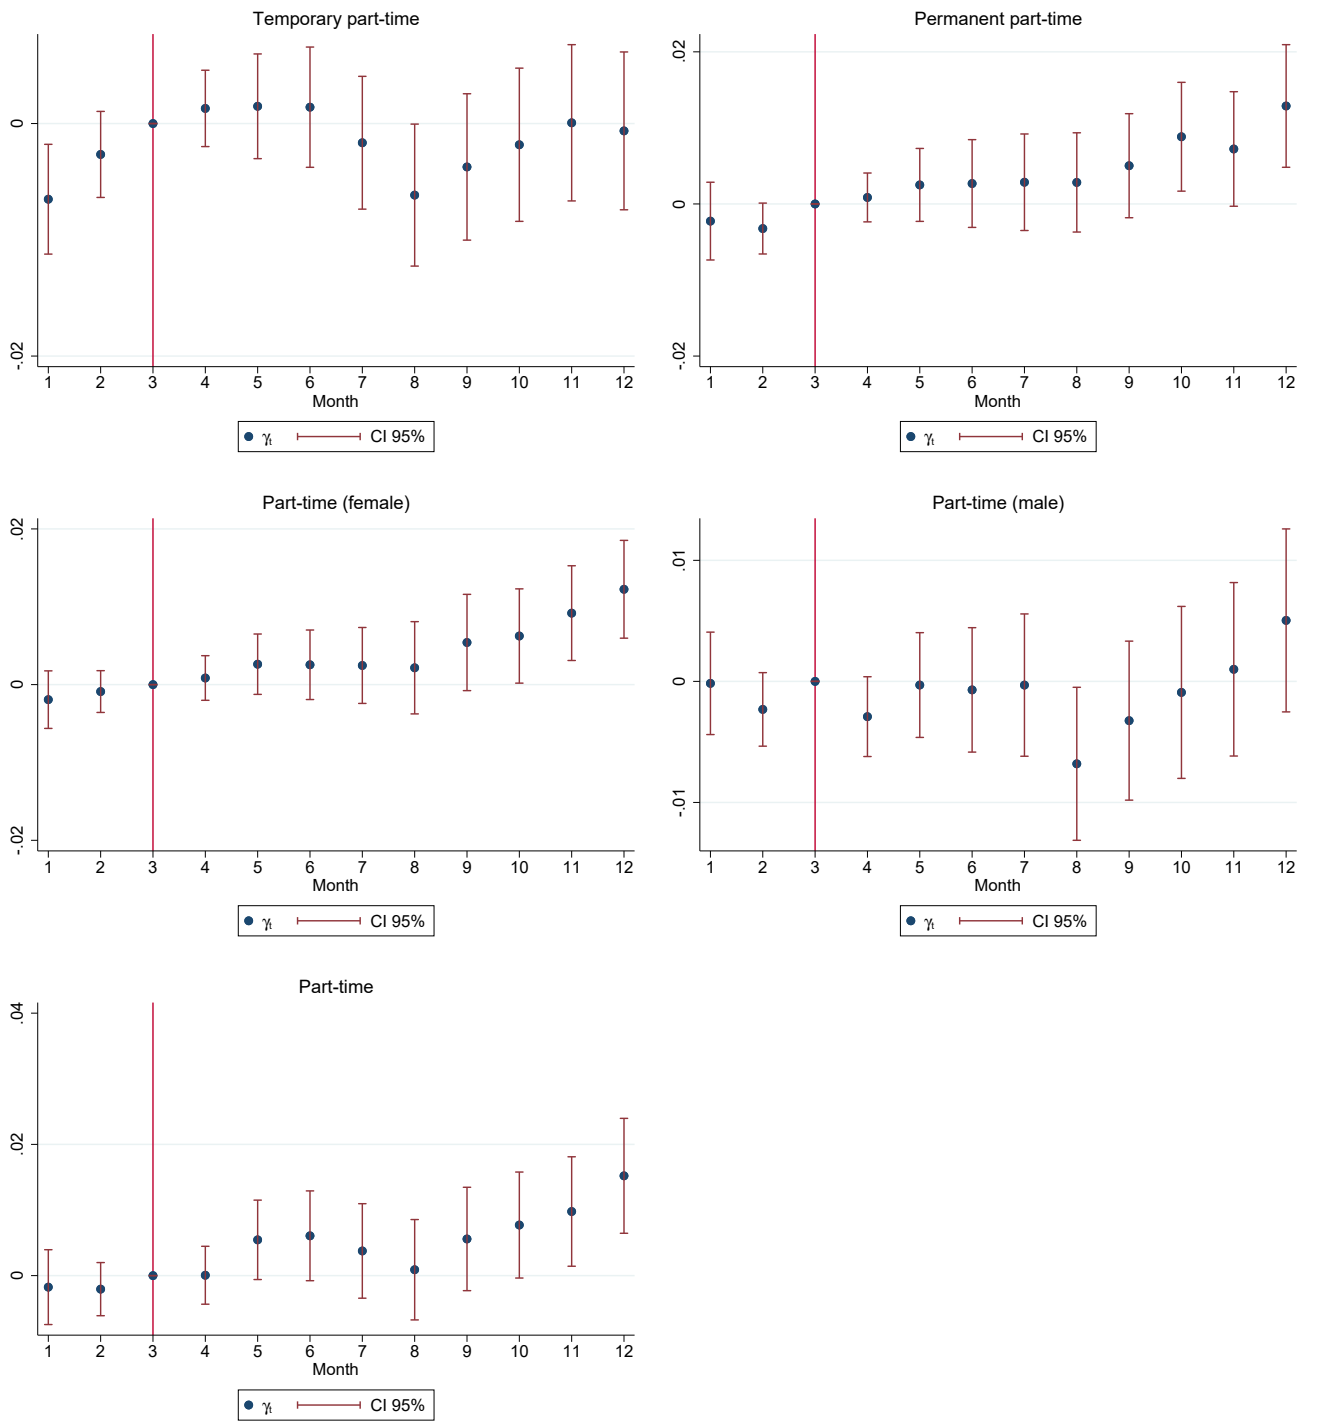 Temporary part-time
0
-.02
1 2 3 4 5 6 7 8 9 10 11 12
Month
γt CI 95%
Permanent part-time
.02
0
-.02
1 2 3 4 5 6 7 8 9 10 11 12
Month
γt CI 95%
Part-time (female)
.02
0
-.02
1 2 3 4 5 6 7 8 9 10 11 12
Month
γt CI 95%
Part-time (male)
.01
0
-.01
1 2 3 4 5 6 7 8 9 10 11 12
Month
γt CI 95%
Part-time
.04
.02
0
1 2 3 4 5 6 7 8 9 10 11 12
Month
γt CI 95%